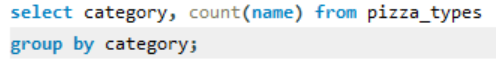 select category, count(name) from pizza_types
group by category;